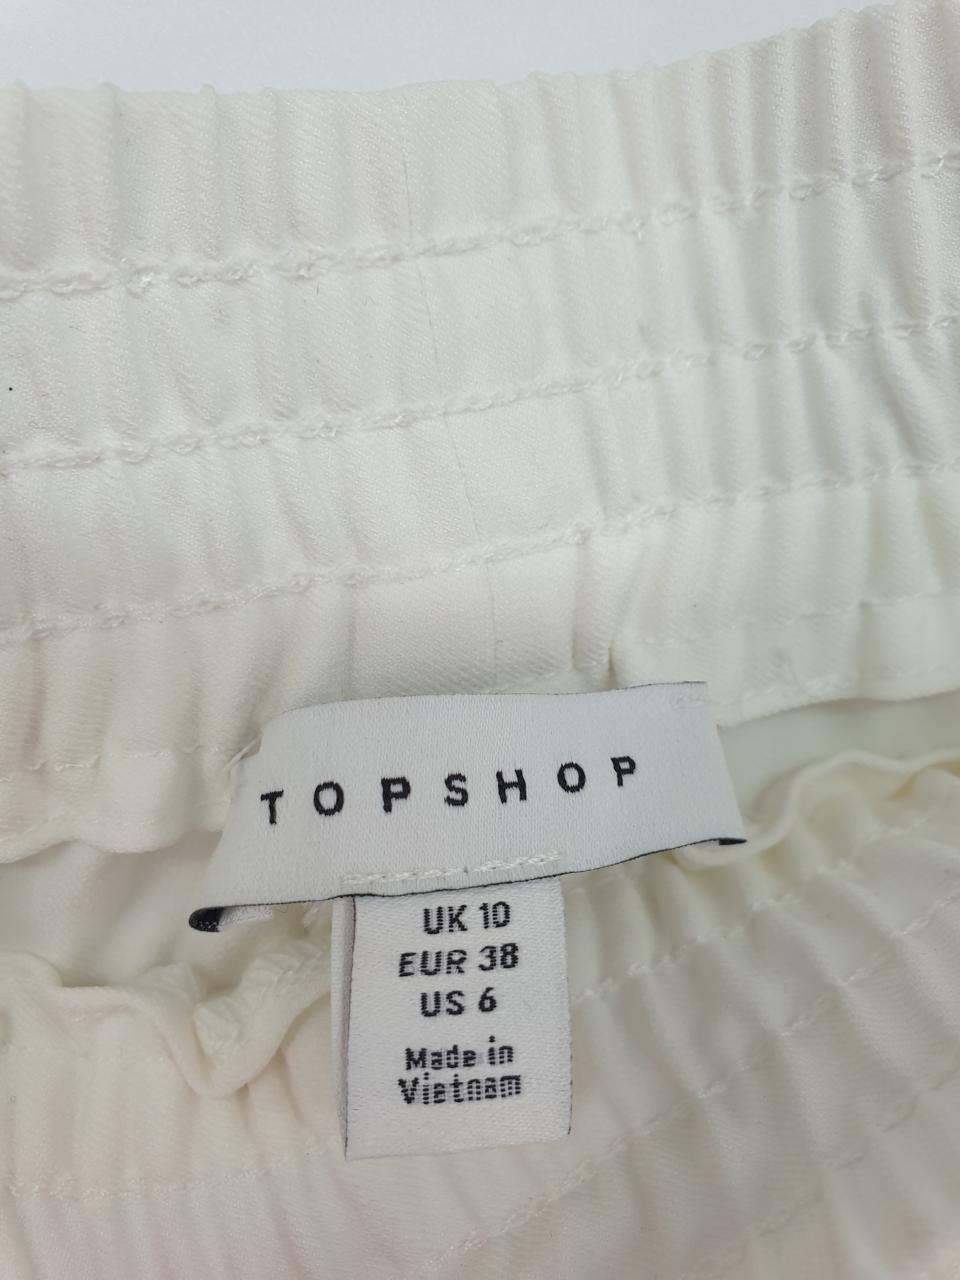 TOPSHOP
UK 10
EUR 38
US 6
Made in
Vietnam